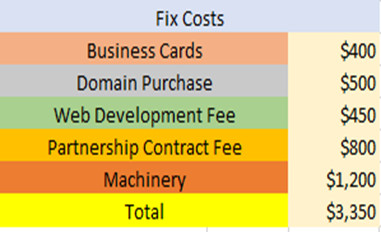 Fix Costs
Business Cards $400
Domain Purchase $500
Web Development Fee $450
Partnership Contract Fee $800
Machinery $1,200
Total $3,350